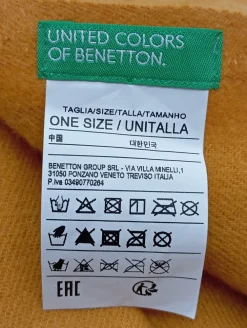 UNITED COLORS
OF BENETTON.
TAGLIA/SIZE/TALLA/TAMANHO
ONE SIZE / UNITALLA
中国 대한민국
BENETTON GROUP SRL - VIA VILLA MINELLI,1
31050 PONZANO VENETO TREVISO ITALIA
P.Iva 03490770264
EAC